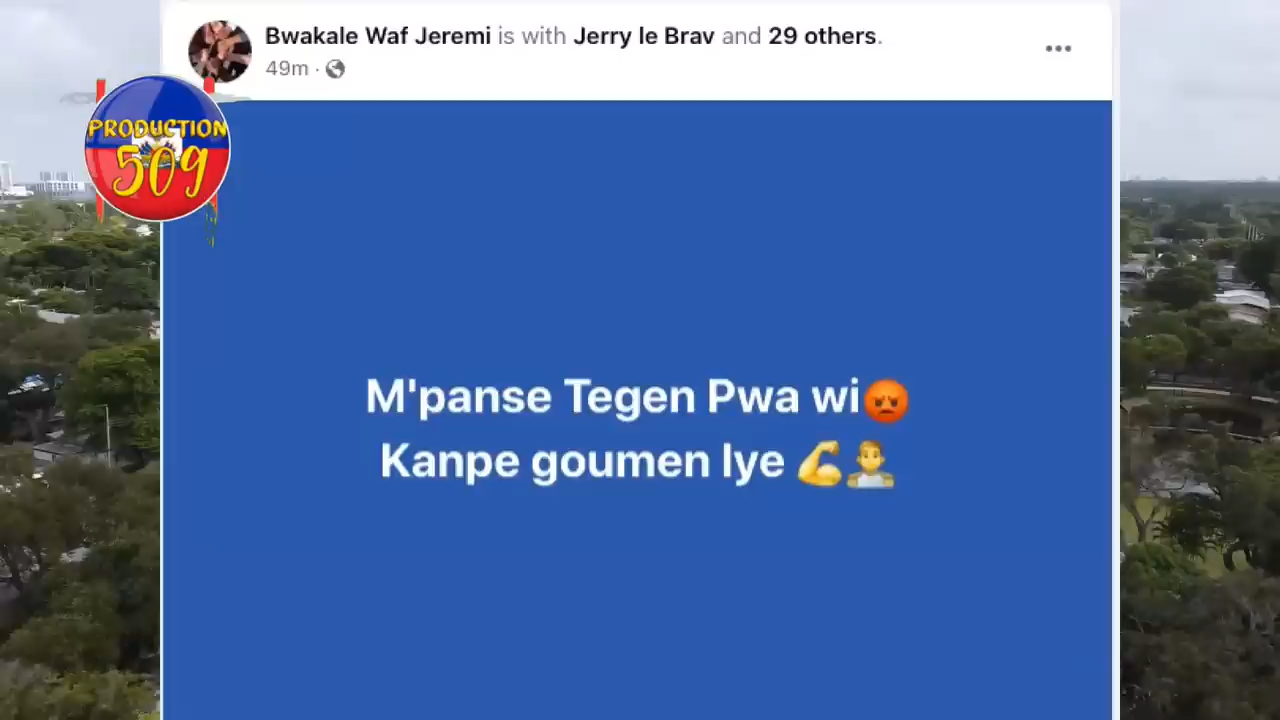 Bwakale Waf Jeremi is with Jerry le Brav and 29 others.
49m ·
PRODUCTION
509
M'panse Tegen Pwa wi😡
Kanpe goumen lye 💪🤴